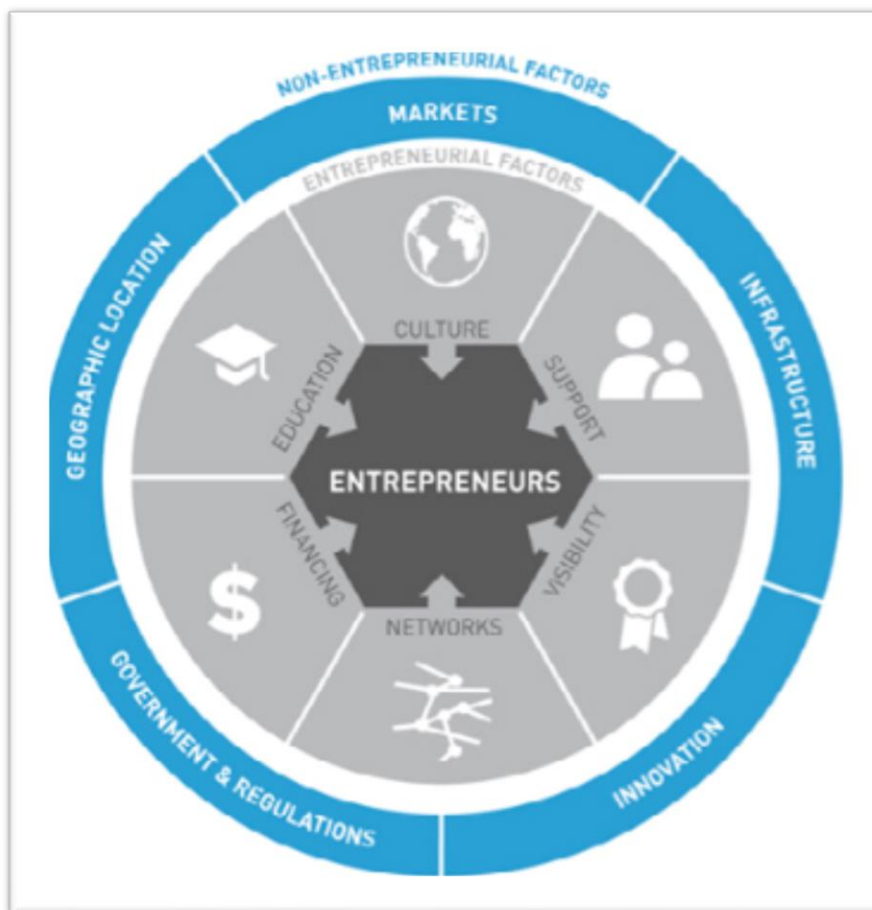 NON-ENTREPRENEURIAL FACTORS
MARKETS
ENTREPRENEURIAL FACTORS
GEOGRAPHIC LOCATION
INFRASTRUCTURE
CULTURE
EDUCATION
SUPPORT
ENTREPRENEURS
FINANCING
VISIBILITY
NETWORKS
$
GOVERNMENT & REGULATIONS
INNOVATION